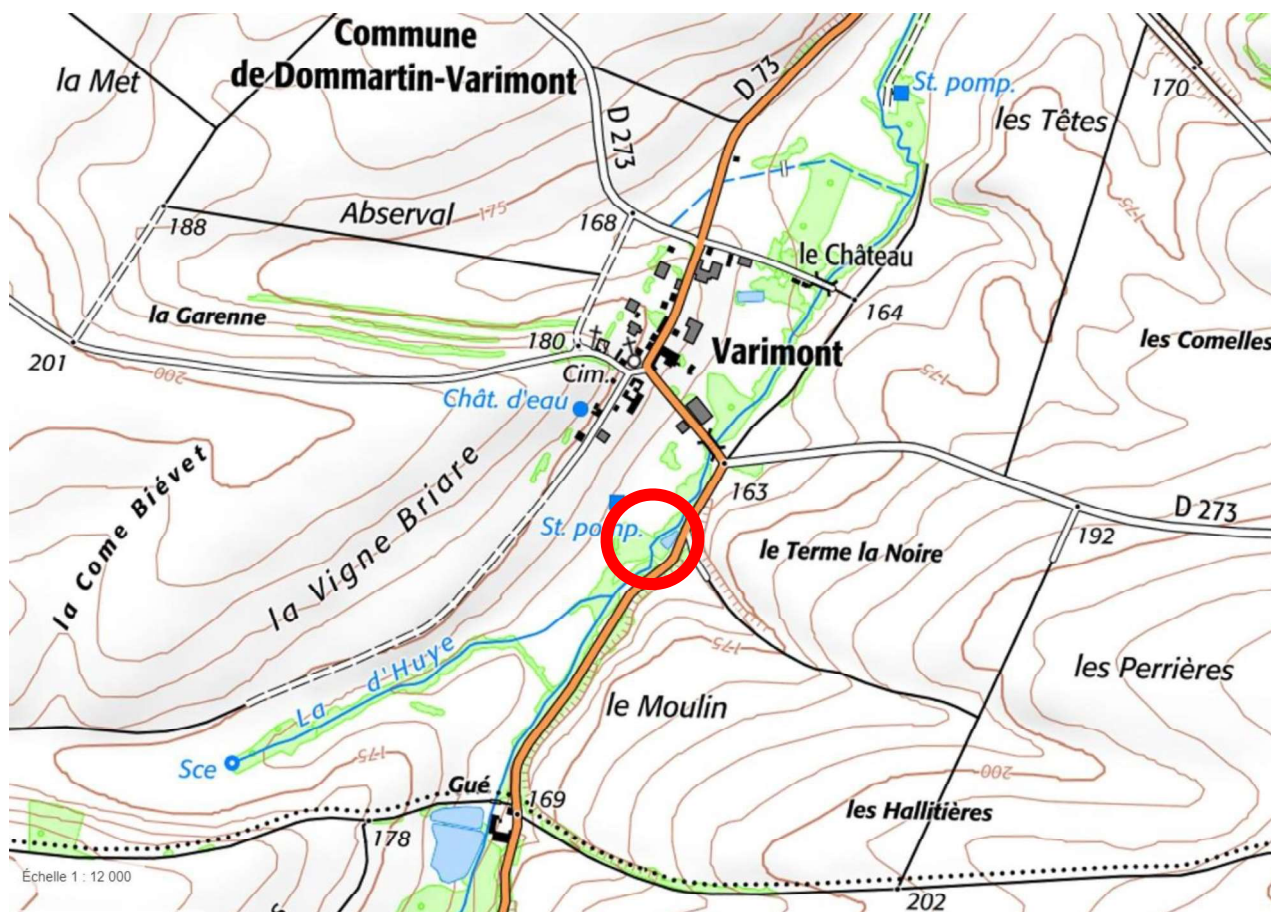 Commune
de Dommartin-Varimont
la Met
D 73
St. pomp.
170
les Têtes
D 273
175
Abserval
175
188
168
le Château
164
la Garenne
180
Varimont
les Comelles
201
200
Cim.
175
Chât. d'eau
163
D 273
la Come Biévet
la Vigne Briare
St. pomp.
192
le Terme la Noire
175
les Perrières
La d'Huye
le Moulin
Sce
175
200
Gué
169
les Hallitières
178
202
Échelle 1 : 12 000